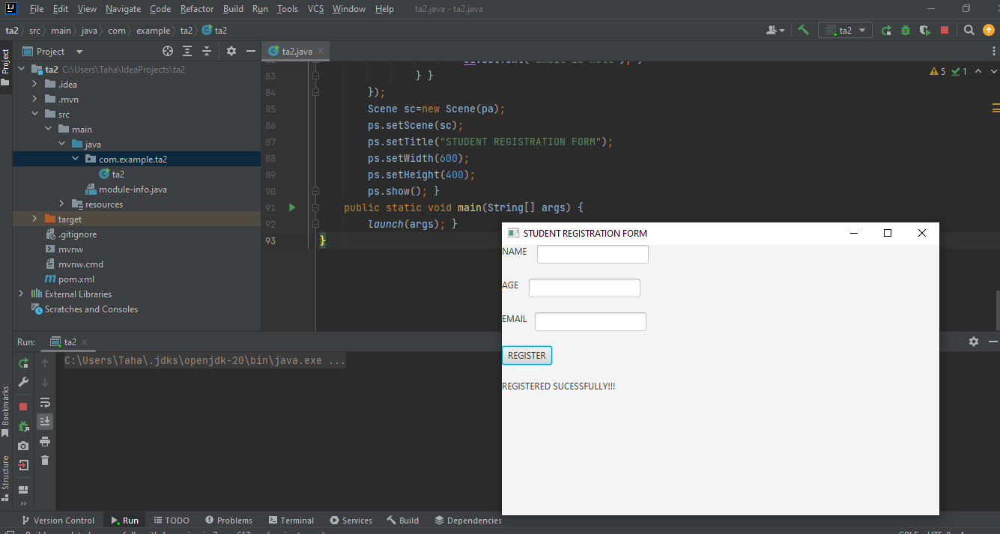 File Edit View Navigate Code Refactor Build Run Tools VCS Window Help ta2.java - ta2.java
ta2 src main java com example ta2 ta2
ta2
Project
Project
ta2.java
ta2 C:\Users\Taha\IdeaProjects\ta2
.idea
.mvn
src
main
java
com.example.ta2
ta2
module-info.java
resources
target
.gitignore
mvnw
mvnw.cmd
pom.xml
External Libraries
Scratches and Consoles
5 1
83 } }
84 });
85 Scene sc=new Scene(pa);
86 ps.setScene(sc);
87 ps.setTitle("STUDENT REGISTRATION FORM");
88 ps.setWidth(600);
89 ps.setHeight(400);
90 ps.show(); }
91 public static void main(String[] args) {
92 launch(args); }
93 }
STUDENT REGISTRATION FORM
NAME
AGE
EMAIL
REGISTER
REGISTERED SUCESSFULLY!!!
Run: ta2
C:\Users\Taha\.jdks\openjdk-20\bin\java.exe ...
Bookmarks
Structure
Version Control Run TODO Problems Terminal Services Build Dependencies